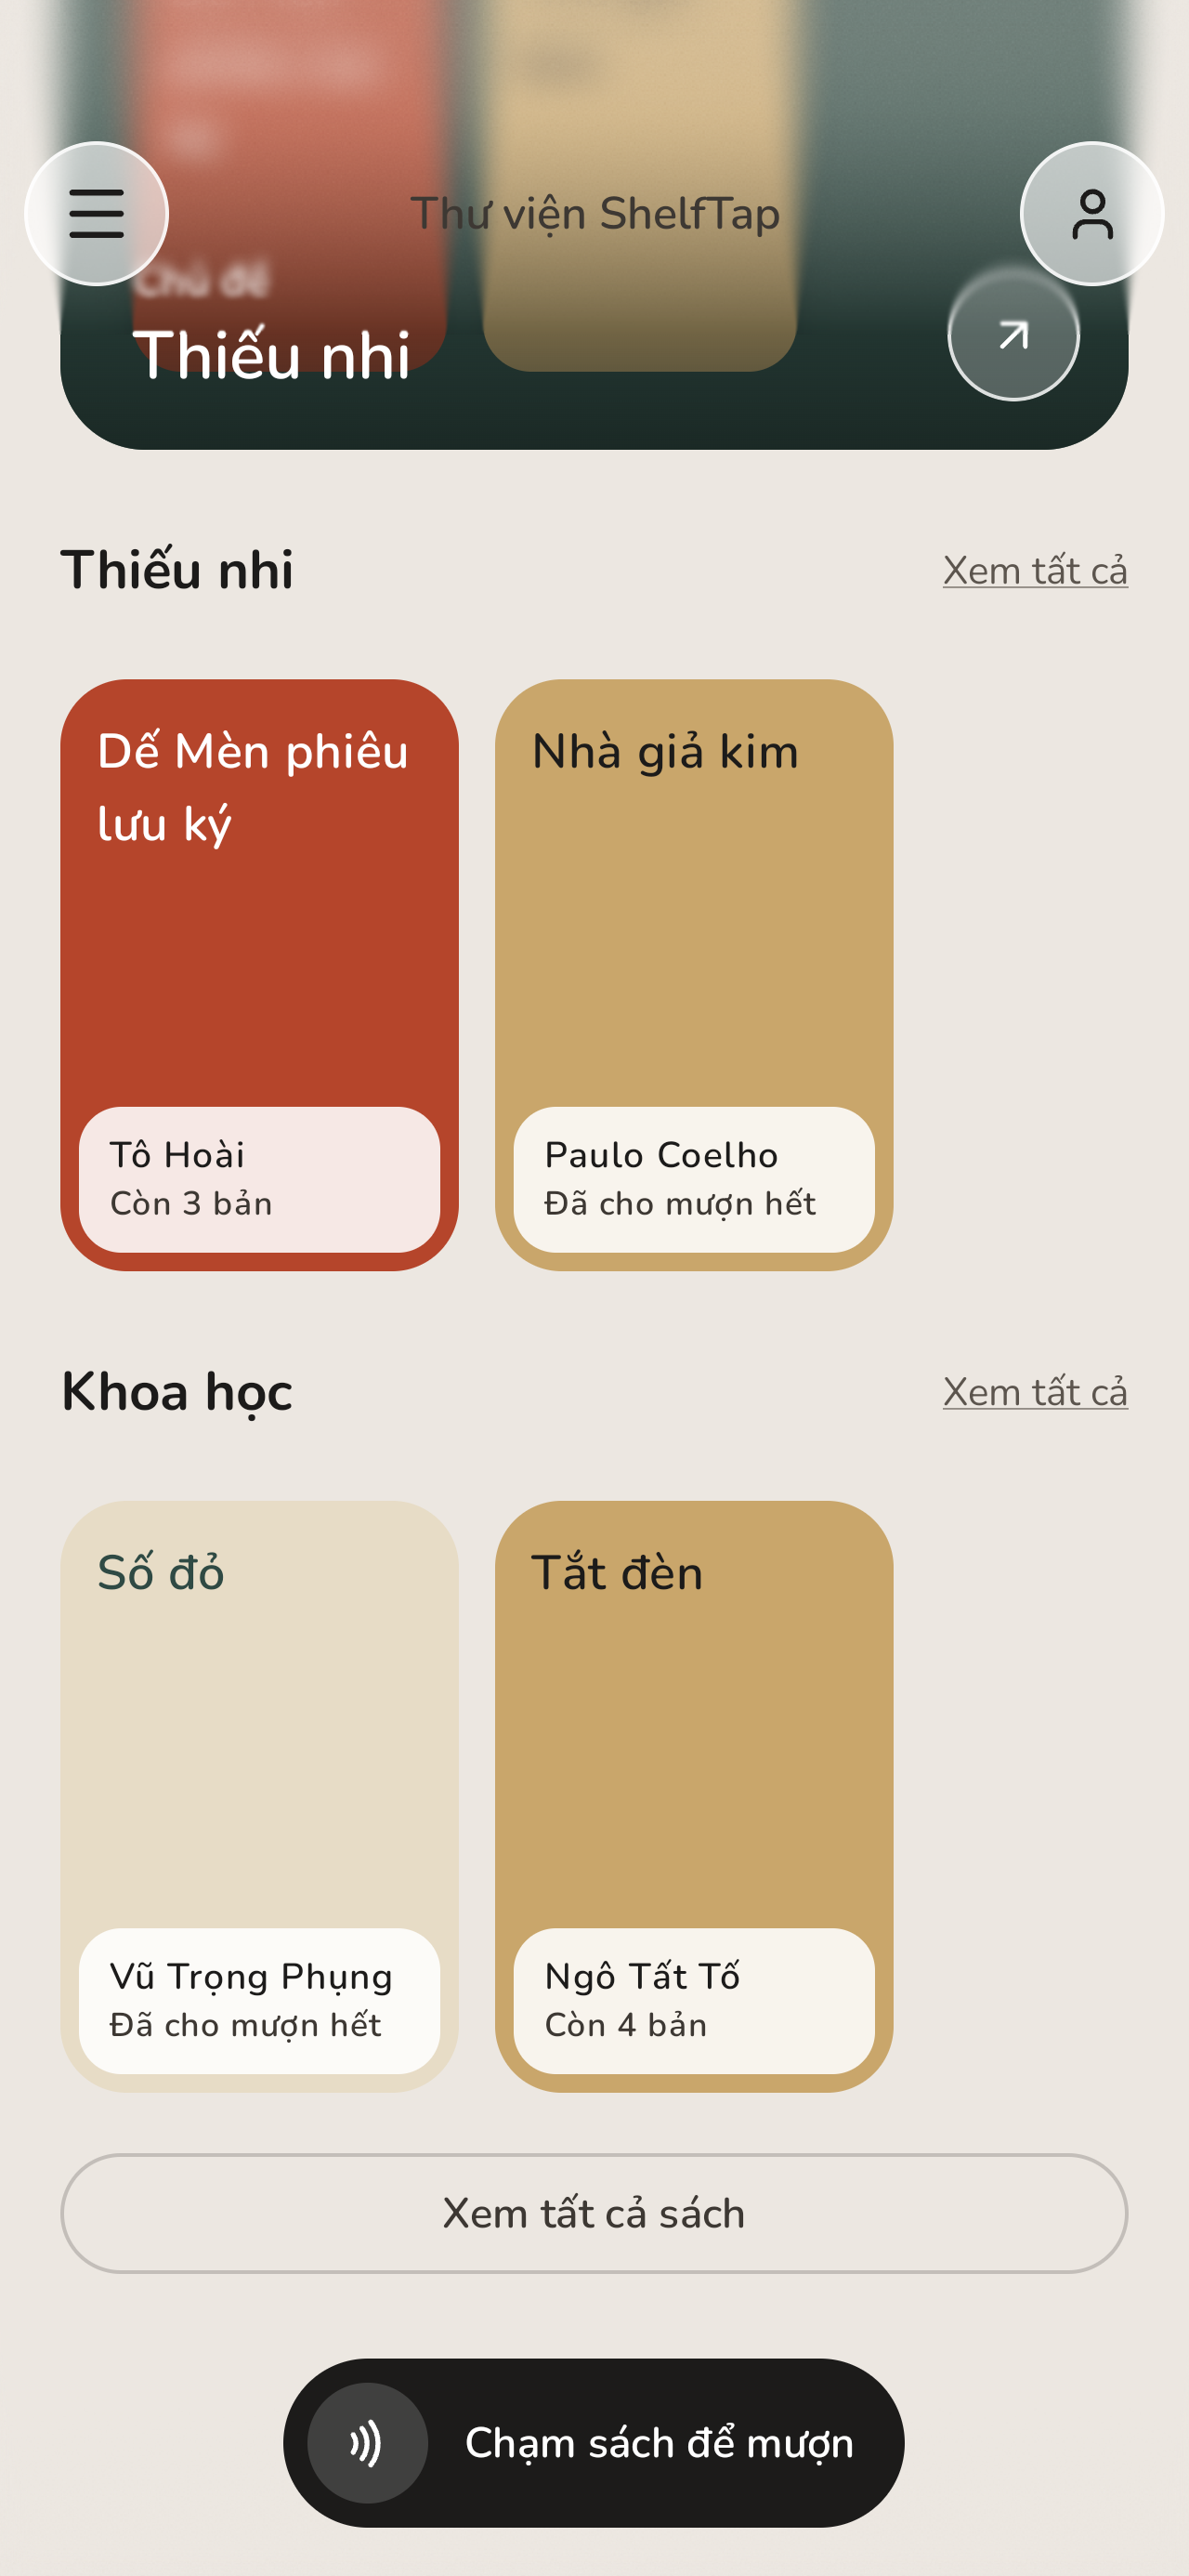 Thư viện ShelfTap
Chủ đề
Thiếu nhi
Thiếu nhi
Xem tất cả
Dế Mèn phiêu
lưu ký
Tô Hoài
Còn 3 bản
Nhà giả kim
Paulo Coelho
Đã cho mượn hết
Khoa học
Xem tất cả
Số đỏ
Vũ Trọng Phụng
Đã cho mượn hết
Tắt đèn
Ngô Tất Tố
Còn 4 bản
Xem tất cả sách
Chạm sách để mượn